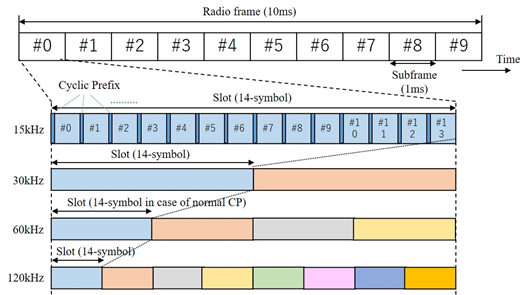 Radio frame (10ms)
#0 #1 #2 #3 #4 #5 #6 #7 #8 #9
Time
Subframe
(1ms)
Cyclic Prefix
Slot (14-symbol)
15kHz #0 #1 #2 #3 #4 #5 #6 #7 #8 #9 #10 #11 #12 #13
Slot (14-symbol)
30kHz
Slot (14-symbol in case of normal CP)
60kHz
Slot (14-symbol)
120kHz